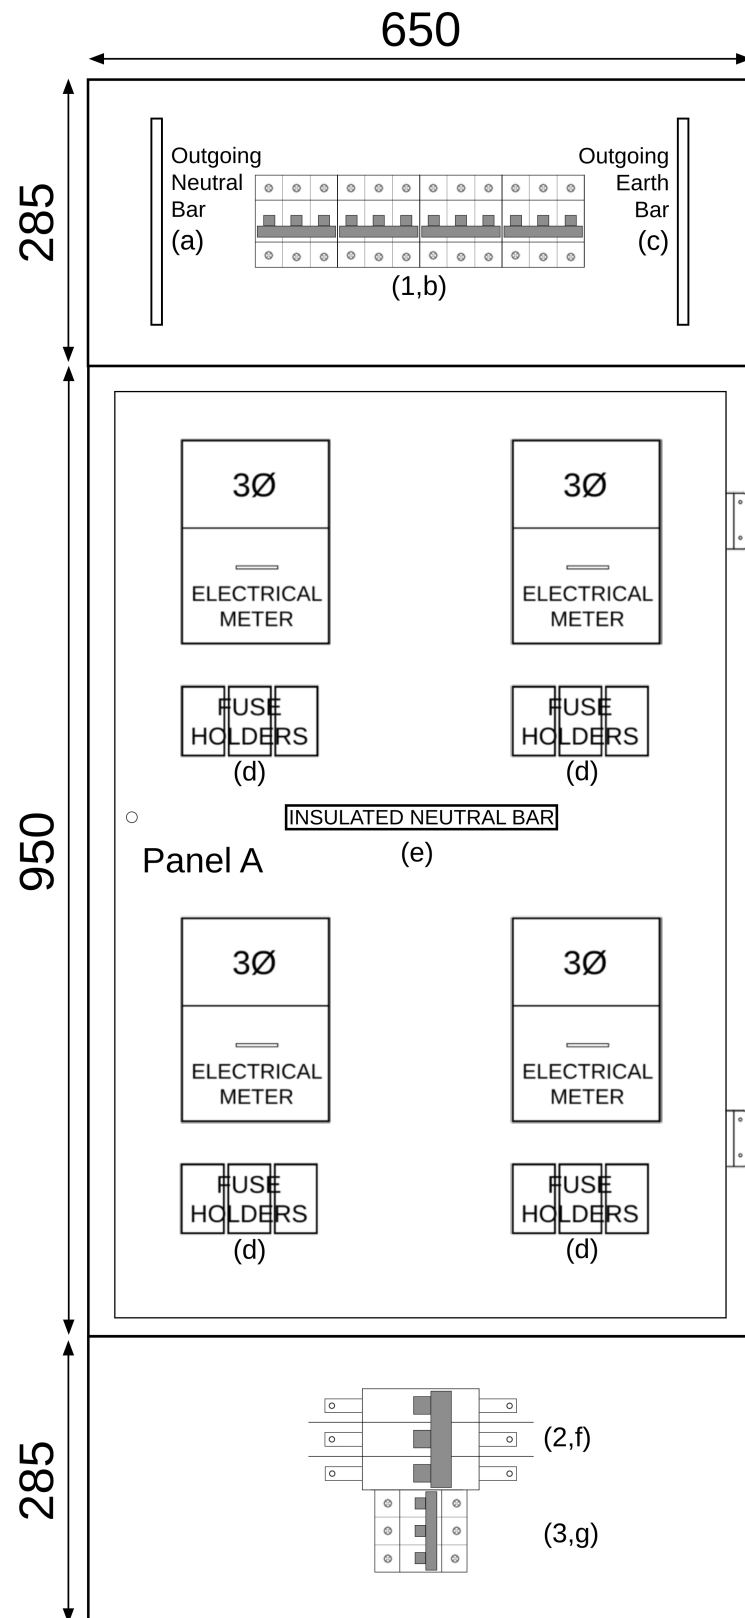 650
285
Outgoing
Neutral
Bar
(a)
Outgoing
Earth
Bar
(c)
(1,b)
950
3Ø
ELECTRICAL
METER
3Ø
ELECTRICAL
METER
FUSE
HOLDERS
(d)
FUSE
HOLDERS
(d)
INSULATED NEUTRAL BAR
(e)
Panel A
3Ø
ELECTRICAL
METER
3Ø
ELECTRICAL
METER
FUSE
HOLDERS
(d)
FUSE
HOLDERS
(d)
285
(2,f)
(3,g)